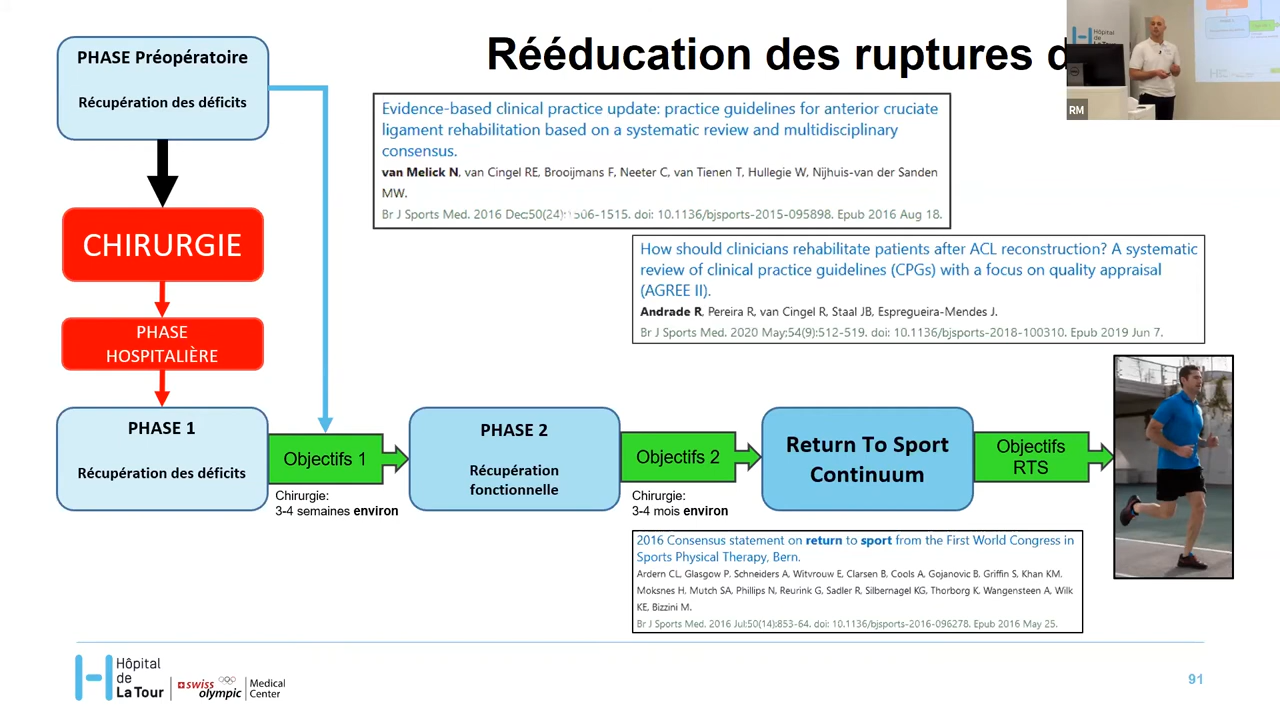 Rééducation des ruptures d
PHASE Préopératoire
Récupération des déficits
CHIRURGIE
PHASE
HOSPITALIÈRE
PHASE 1
Récupération des déficits
Objectifs 1
Chirurgie:
3-4 semaines environ
PHASE 2
Récupération
fonctionnelle
Objectifs 2
Chirurgie:
3-4 mois environ
Return To Sport
Continuum
Objectifs
RTS
Evidence-based clinical practice update: practice guidelines for anterior cruciate
ligament rehabilitation based on a systematic review and multidisciplinary
consensus.
van Melick N, van Cingel RE, Brooijmans F, Neeter C, van Tienen T, Hullegie W, Nijhuis-van der Sanden
MW.
Br J Sports Med. 2016 Dec;50(24):1506-1515. doi: 10.1136/bjsports-2015-095898. Epub 2016 Aug 18.
How should clinicians rehabilitate patients after ACL reconstruction? A systematic
review of clinical practice guidelines (CPGs) with a focus on quality appraisal
(AGREE II).
Andrade R, Pereira R, van Cingel R, Staal JB, Espregueira-Mendes J.
Br J Sports Med. 2020 May;54(9):512-519. doi: 10.1136/bjsports-2018-100310. Epub 2019 Jun 7.
2016 Consensus statement on return to sport from the First World Congress in
Sports Physical Therapy, Bern.
Ardern CL, Glasgow P, Schneiders A, Witvrouw E, Clarsen B, Cools A, Gojanovic B, Griffin S, Khan KM,
Moksnes H, Mutch SA, Phillips N, Reurink G, Sadler R, Silbernagel KG, Thorborg K, Wangensteen A, Wilk
KE, Bizzini M.
Br J Sports Med. 2016 Jul;50(14):853-64. doi: 10.1136/bjsports-2016-096278. Epub 2016 May 25.
Hôpital
de
La Tour
swiss
olympic
Medical
Center
91
Hôpital
de La Tour
RM